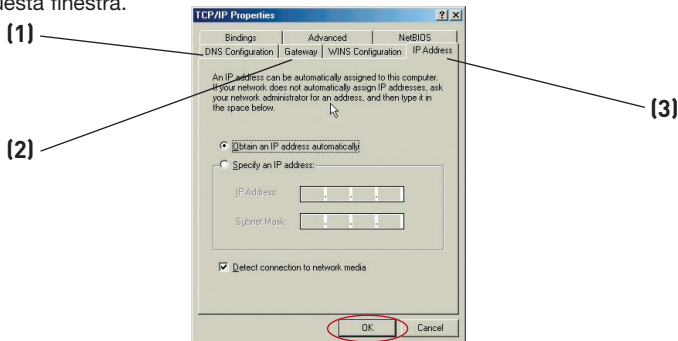 uesta finestra.
TCP/IP Properties
Bindings
Advanced
NetBIOS
DNS Configuration
Gateway
WINS Configuration
IP Address
An IP address can be automatically assigned to this computer.
If your network does not automatically assign IP addresses, ask
your network administrator for an address, and then type it in
the space below.
Obtain an IP address automatically
Specify an IP address:
IP Address:
Subnet Mask:
Detect connection to network media
OK
Cancel
(1)
(2)
(3)